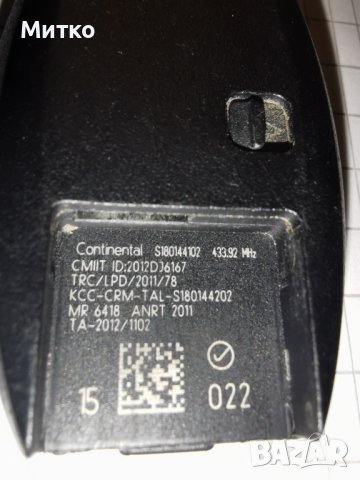 Митко
Continental S180144102 433.92 MHz
CMIIT ID:2012DJ6167
TRC/LPD/2011/78
KCC-CRM-TAL-S180144202
MR 6418 ANRT 2011
TA-2012/1102
15 022
БАЗАР